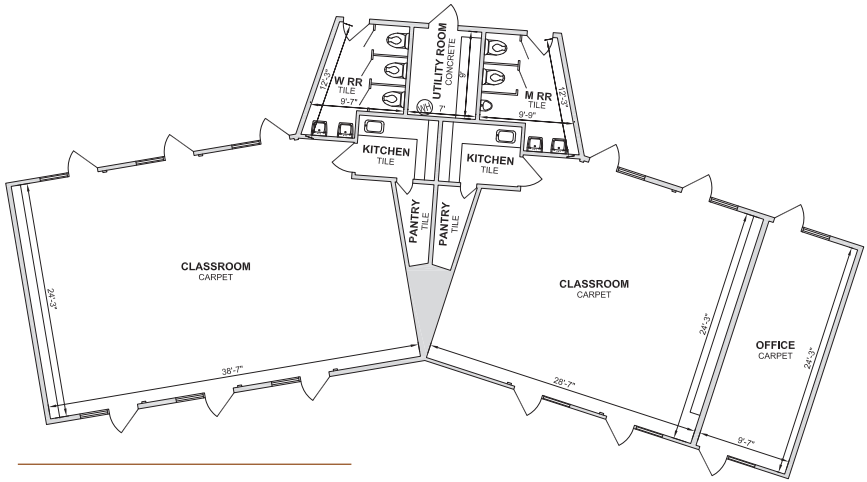 W RR
TILE
12'-3"
9'-7"
UTILITY ROOM
CONCRETE
9'
7'
WH
M RR
TILE
12'-3"
9'-9"
KITCHEN
TILE
KITCHEN
TILE
PANTRY
TILE
PANTRY
TILE
CLASSROOM
CARPET
24'-3"
38'-7"
CLASSROOM
CARPET
24'-3"
28'-7"
OFFICE
CARPET
24'-3"
9'-7"